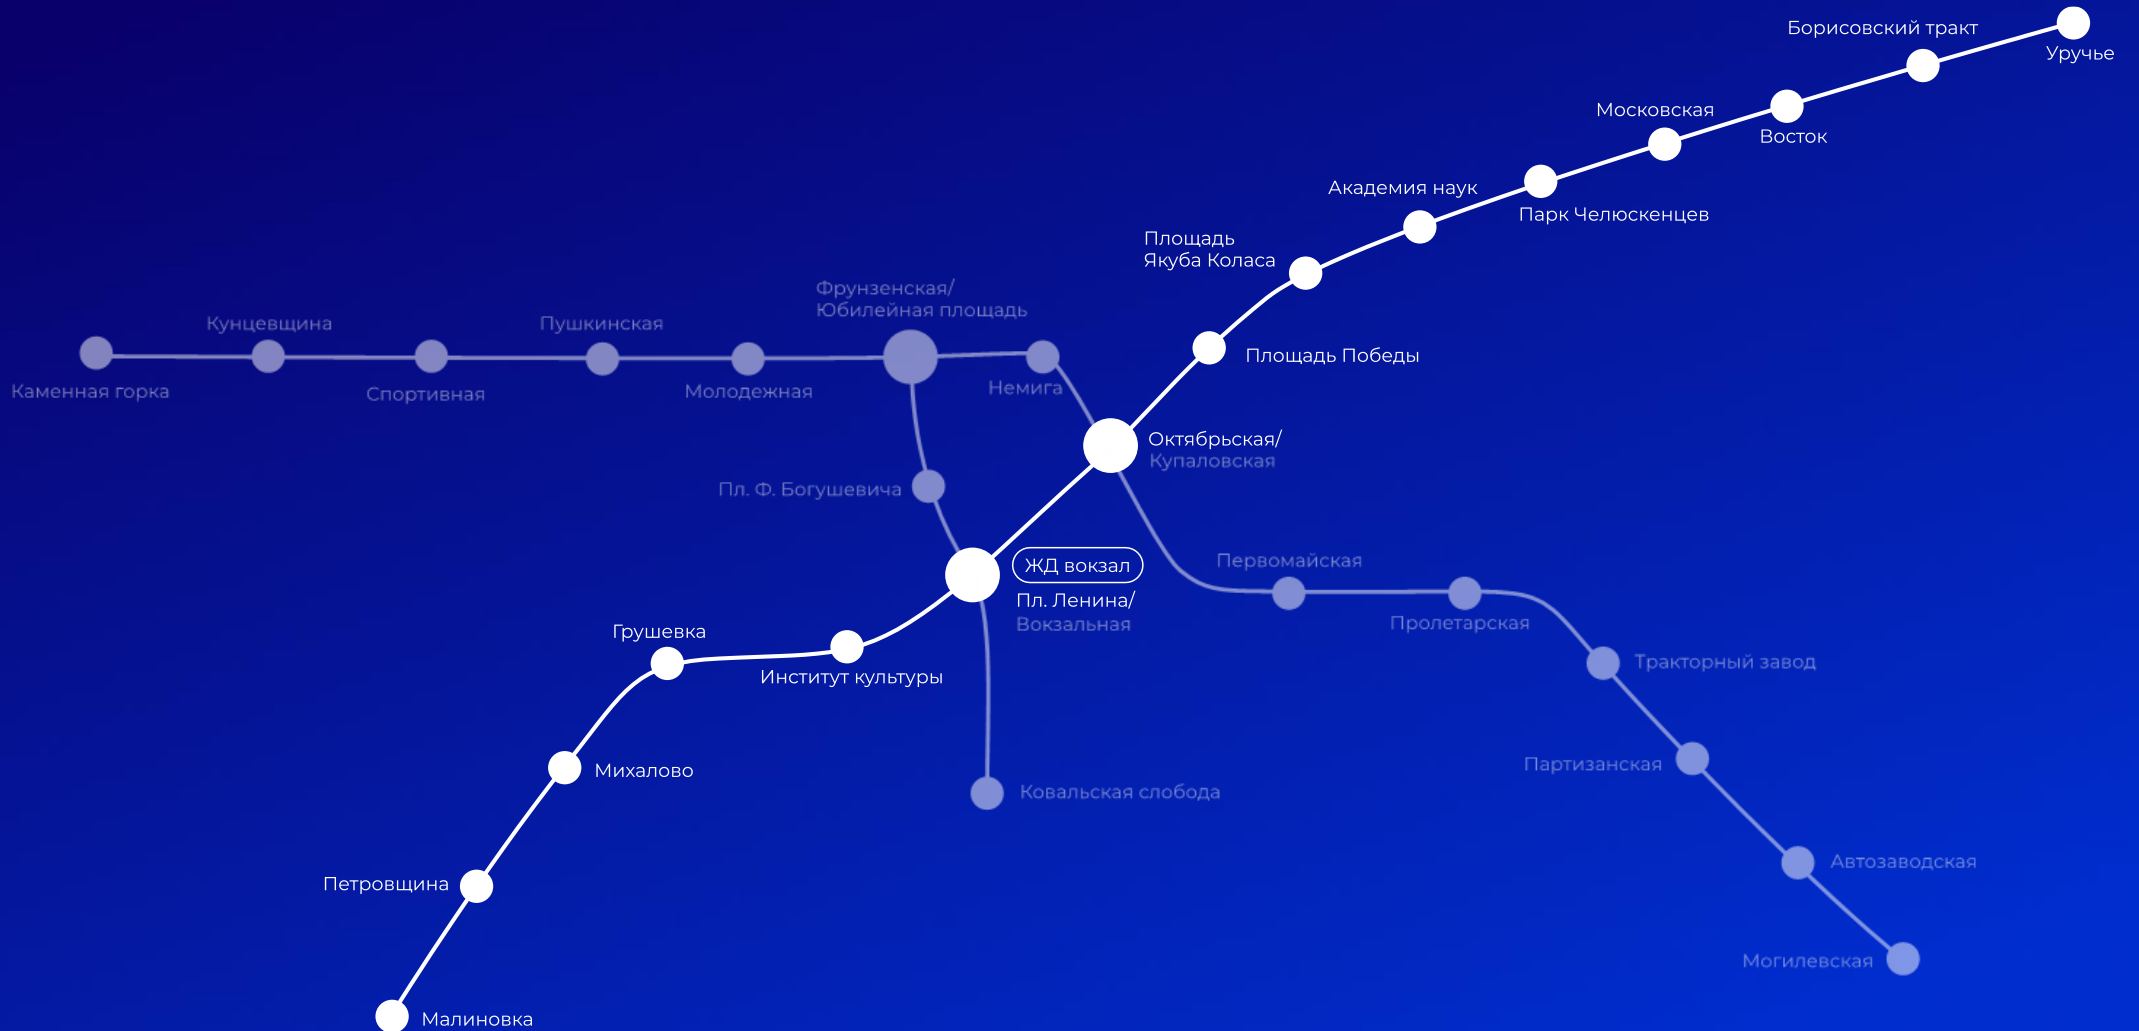 Борисовский тракт
Уручье
Московская
Восток
Академия наук
Парк Челюскенцев
Площадь
Якуба Коласа
Фрунзенская/
Юбилейная площадь
Кунцевщина
Пушкинская
Площадь Победы
Каменная горка
Спортивная
Молодежная
Немига
Октябрьская/
Купаловская
Пл. Ф. Богушевича
ЖД вокзал
Пл. Ленина/
Вокзальная
Первомайская
Пролетарская
Грушевка
Институт культуры
Тракторный завод
Михалово
Партизанская
Ковальская слобода
Петровщина
Автозаводская
Могилевская
Малиновка